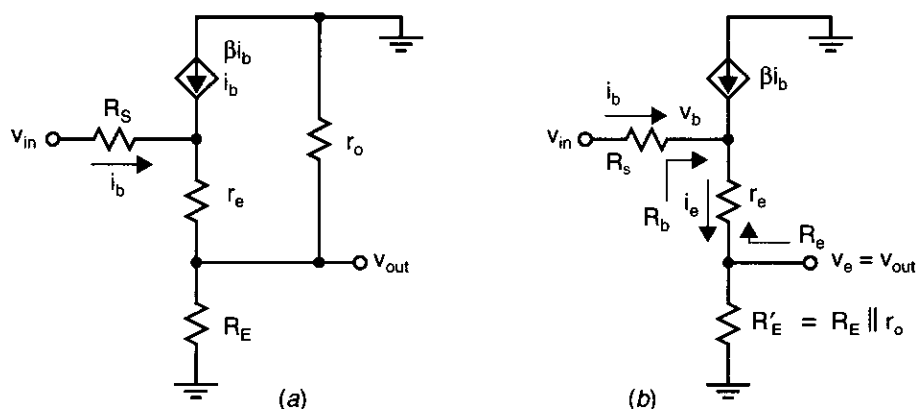 βi_b
i_b
R_S
v_in
i_b
r_o
r_e
v_out
R_E
(a)
βi_b
i_b
v_b
v_in
R_s
R_b
i_e
r_e
R_e
v_e = v_out
R'_E = R_E || r_o
(b)